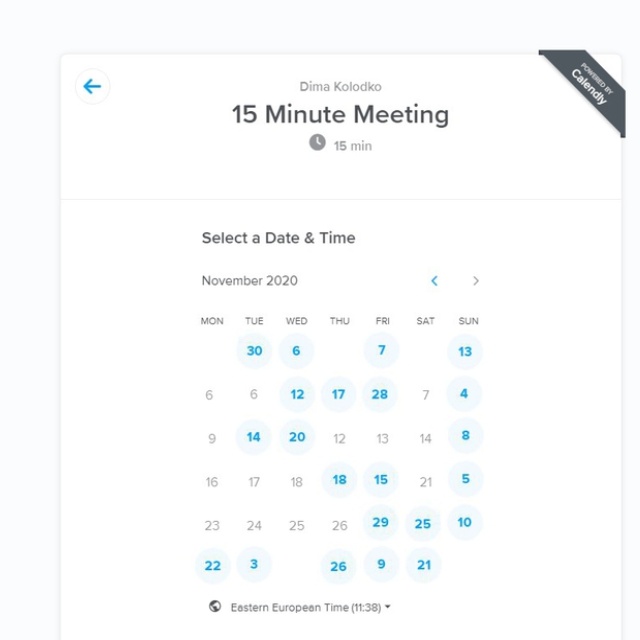 POWERED BY
Calendly
Dima Kolodko
15 Minute Meeting
15 min
Select a Date & Time
November 2020
MON TUE WED THU FRI SAT SUN
30 6 7 13
6 6 12 17 28 7 4
9 14 20 12 13 14 8
16 17 18 18 15 21 5
23 24 25 26 29 25 10
22 3 26 9 21
Eastern European Time (11:38)